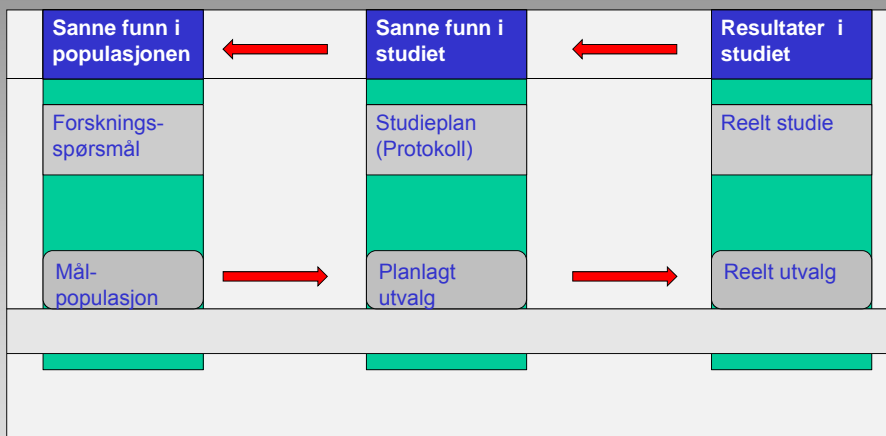 Sanne funn i
populasjonen
Sanne funn i
studiet
Resultater i
studiet
Forsknings-
spørsmål
Studieplan
(Protokoll)
Reelt studie
Mål-
populasjon
Planlagt
utvalg
Reelt utvalg